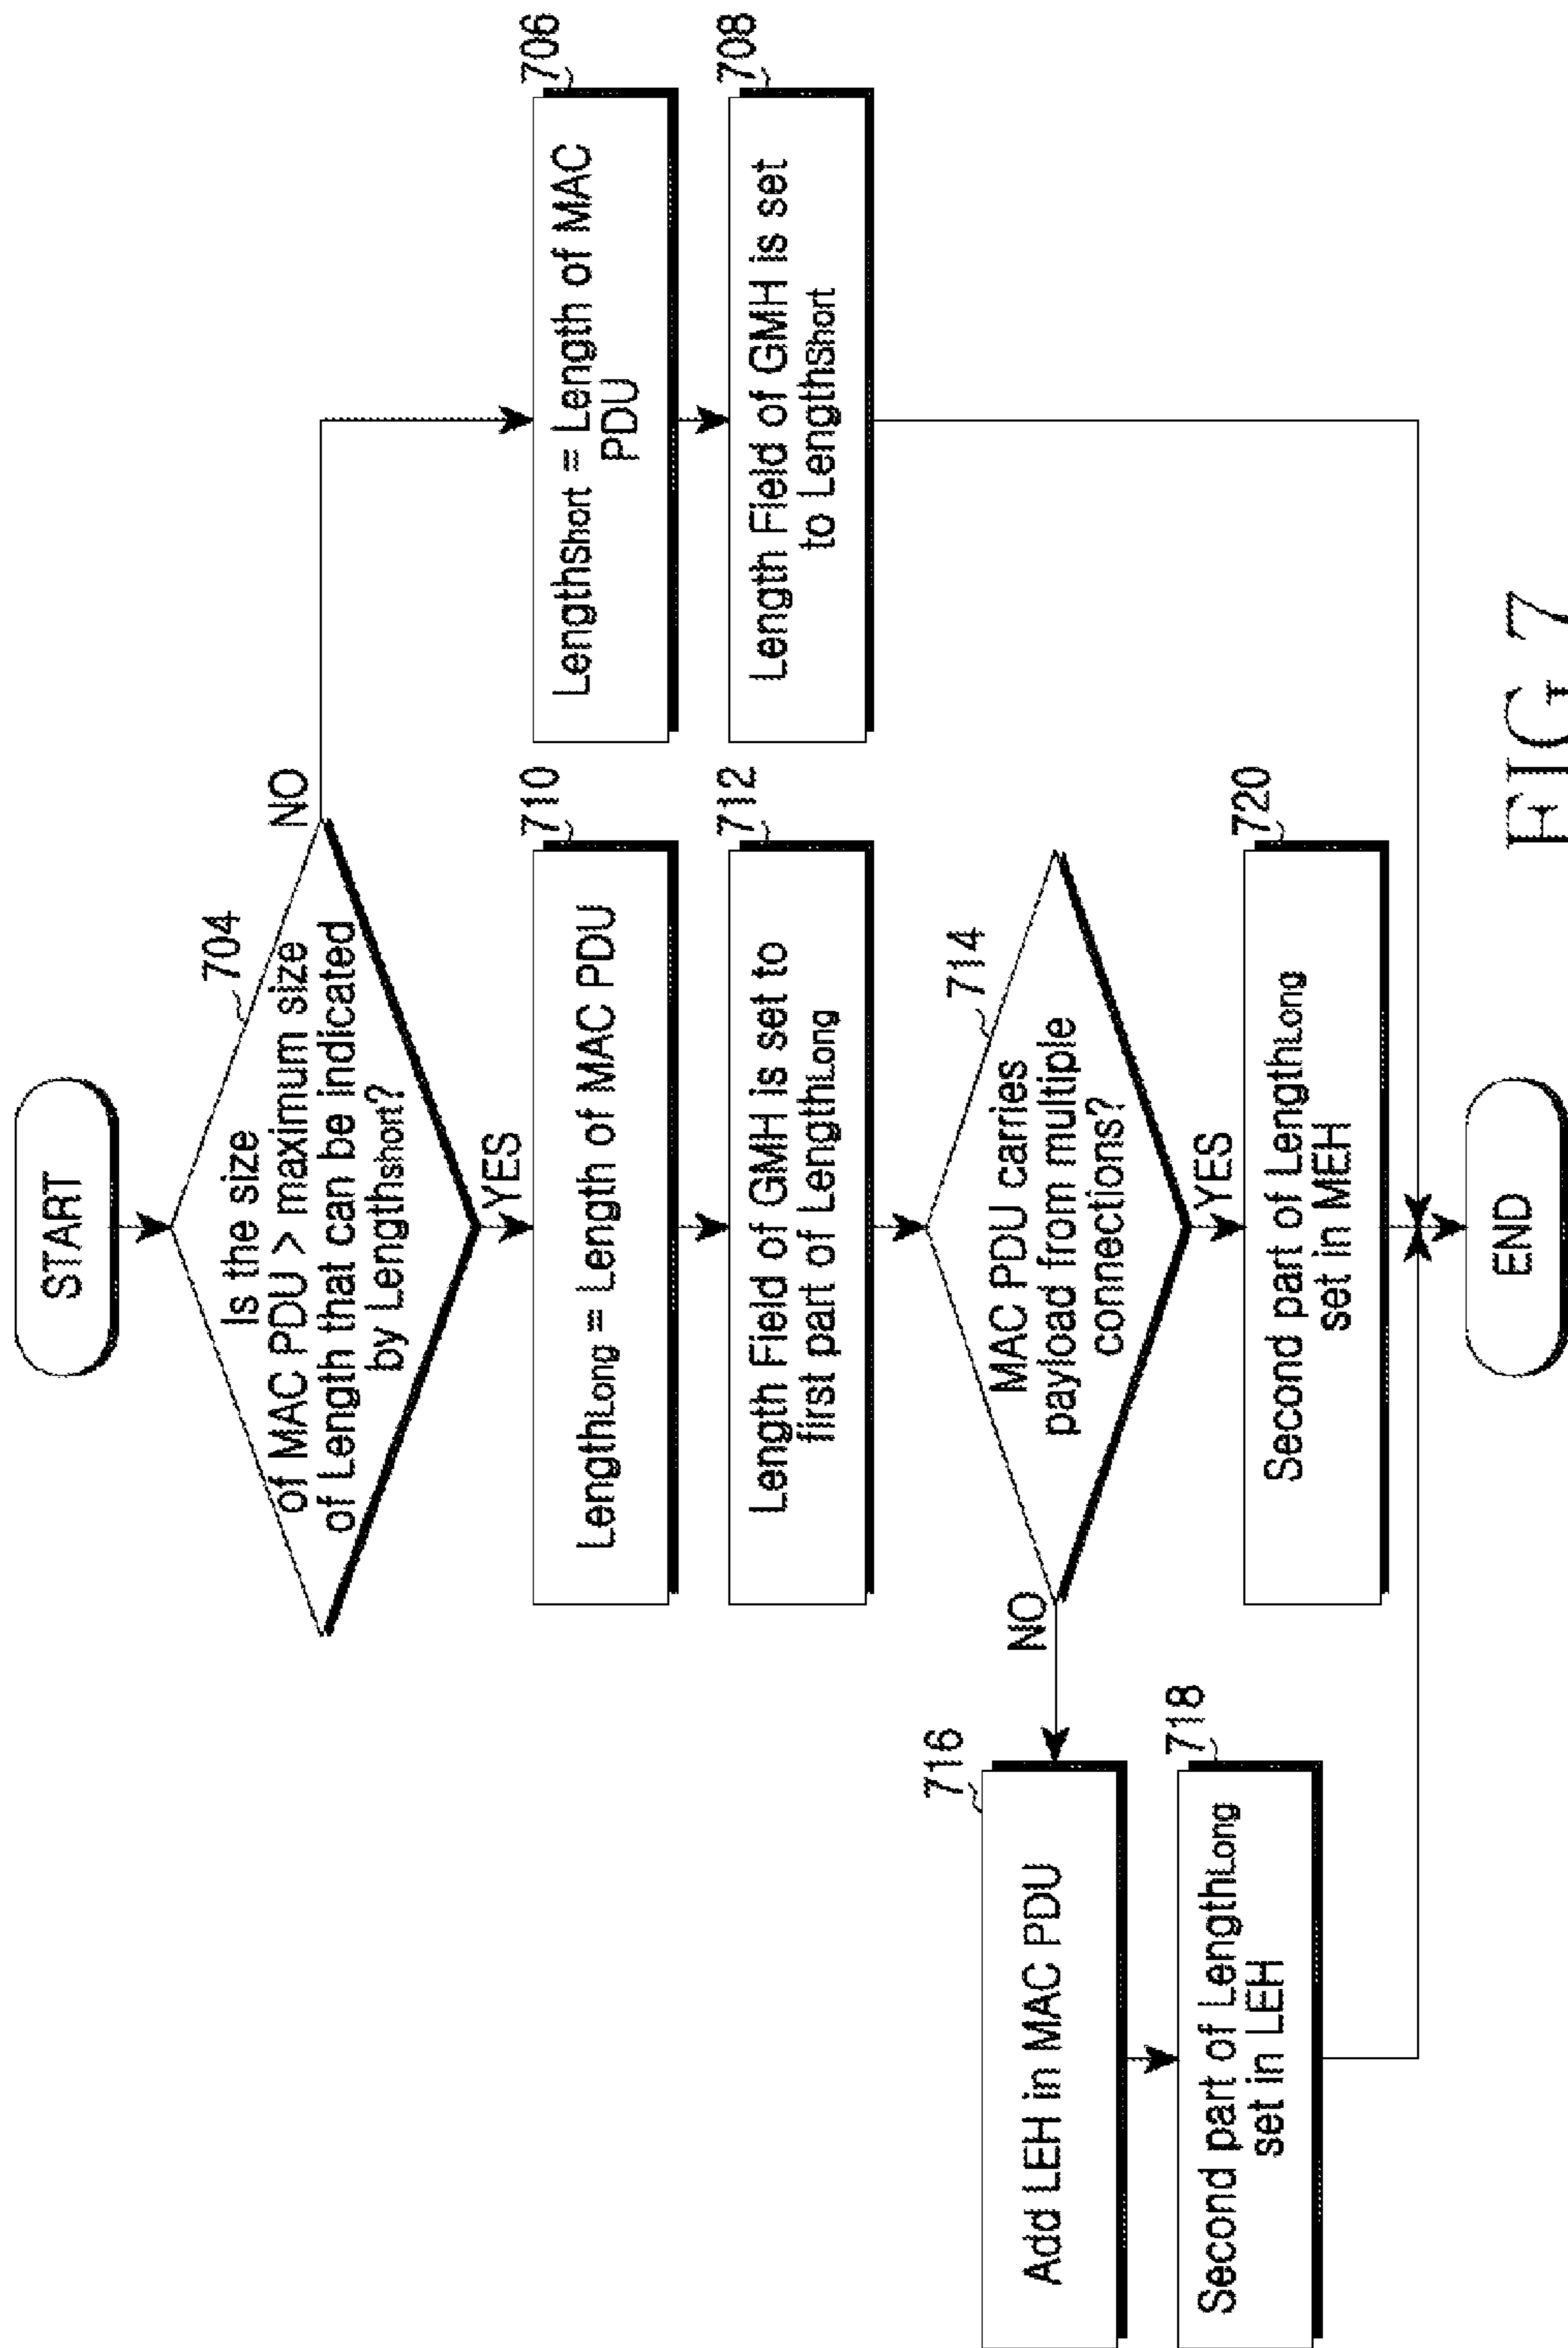 START
704
Is the size
of MAC PDU > maximum size
of Length that can be indicated
by LengthShort?
NO
YES
710
LengthLong = Length of MAC PDU
706
LengthShort = Length of MAC
PDU
712
Length Field of GMH is set to
first part of LengthLong
708
Length Field of GMH is set
to LengthShort
714
MAC PDU carries
payload from multiple
connections?
NO
YES
716
Add LEH in MAC PDU
718
Second part of LengthLong
set in LEH
720
Second part of LengthLong
set in MEH
END
FIG 7